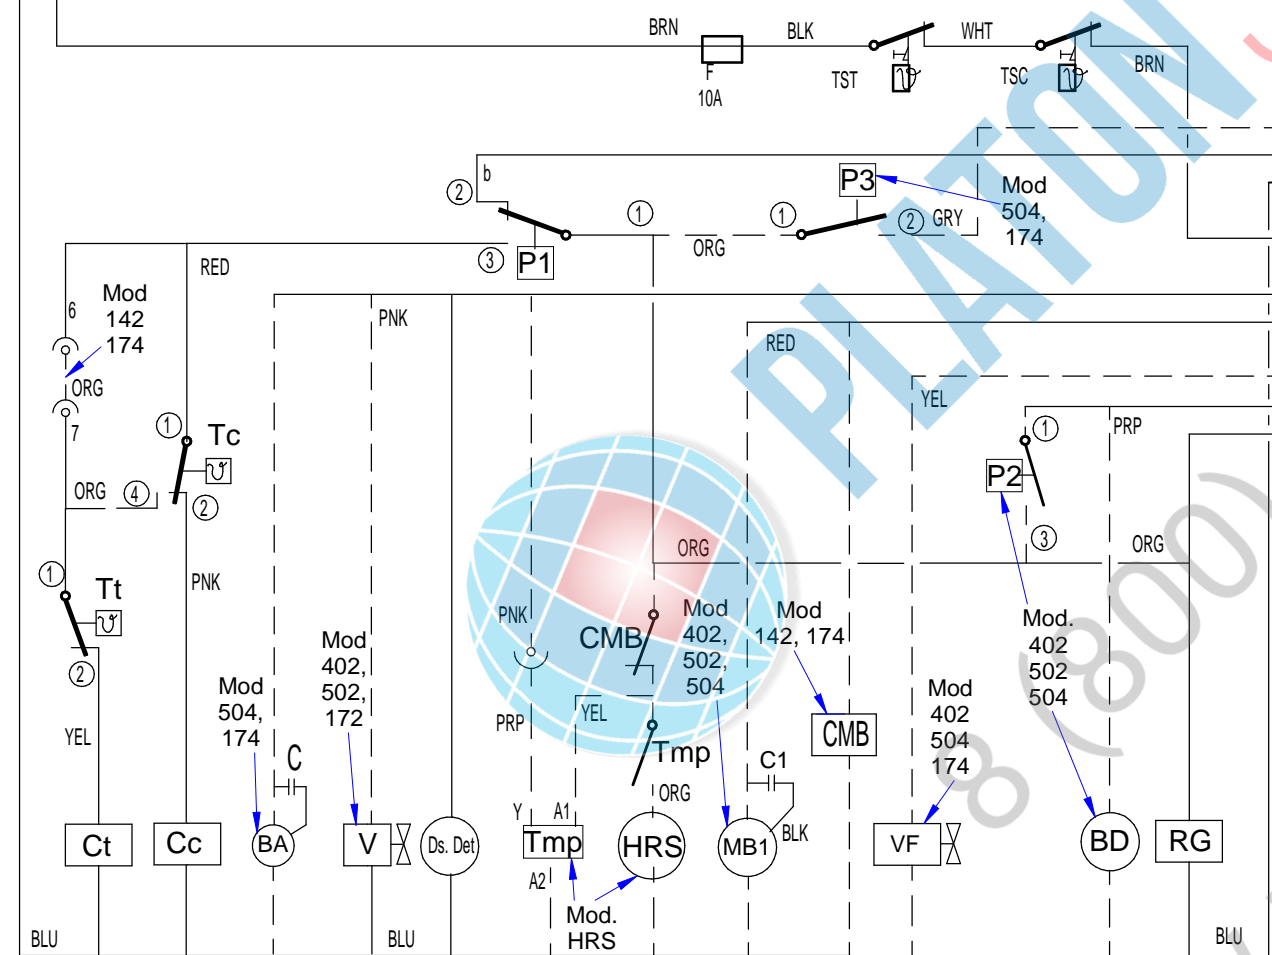 BRN
BLK
WHT
BRN
F
10A
TST
TSC
PLATON
b
2
1
P3
Mod
504,
174
1
2
GRY
ORG
3
P1
RED
Mod
142
174
6
ORG
7
PNK
RED
YEL
PRP
1
Tc
1
P2
ORG
4
2
3
ORG
ORG
1
Tt
PNK
2
PNK
CMB
Mod
402,
502,
504
Mod
142, 174
Mod.
402
502
504
8 (800)
Mod
402,
502,
172
Mod
504,
174
YEL
PRP
YEL
Tmp
CMB
Mod
402
504
174
C
C1
ORG
Y
A1
BLK
Ct
Cc
BA
V
Ds. Det
Tmp
HRS
MB1
VF
BD
RG
A2
Mod.
HRS
BLU
BLU
BLU